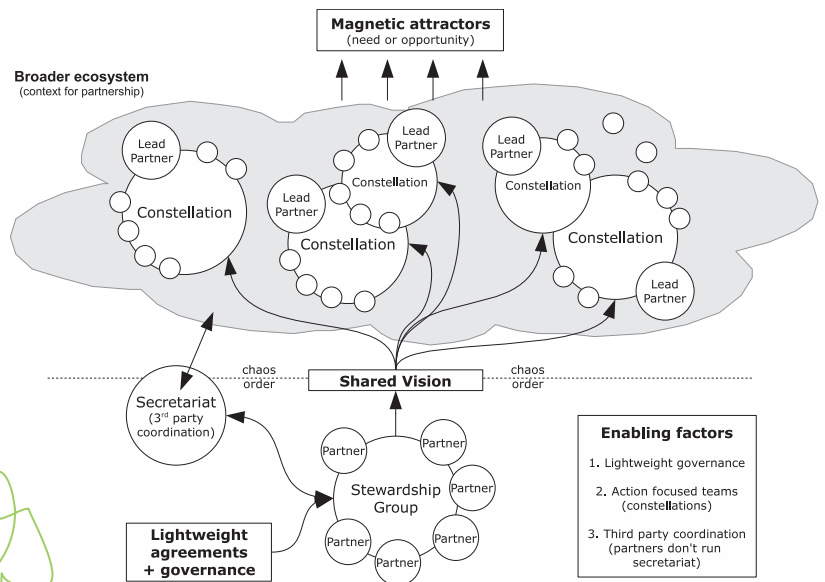 Magnetic attractors
(need or opportunity)
Broader ecosystem
(context for partnership)
Lead
Partner
Constellation
Lead
Partner
Constellation
Lead
Partner
Constellation
Lead
Partner
Constellation
Constellation
Lead
Partner
chaos
order
Shared Vision
chaos
order
Secretariat
(3rd party
coordination)
Partner
Partner
Partner
Partner
Partner
Partner
Partner
Stewardship
Group
Lightweight
agreements
+ governance
Enabling factors
1. Lightweight governance
2. Action focused teams
(constellations)
3. Third party coordination
(partners don't run
secretariat)